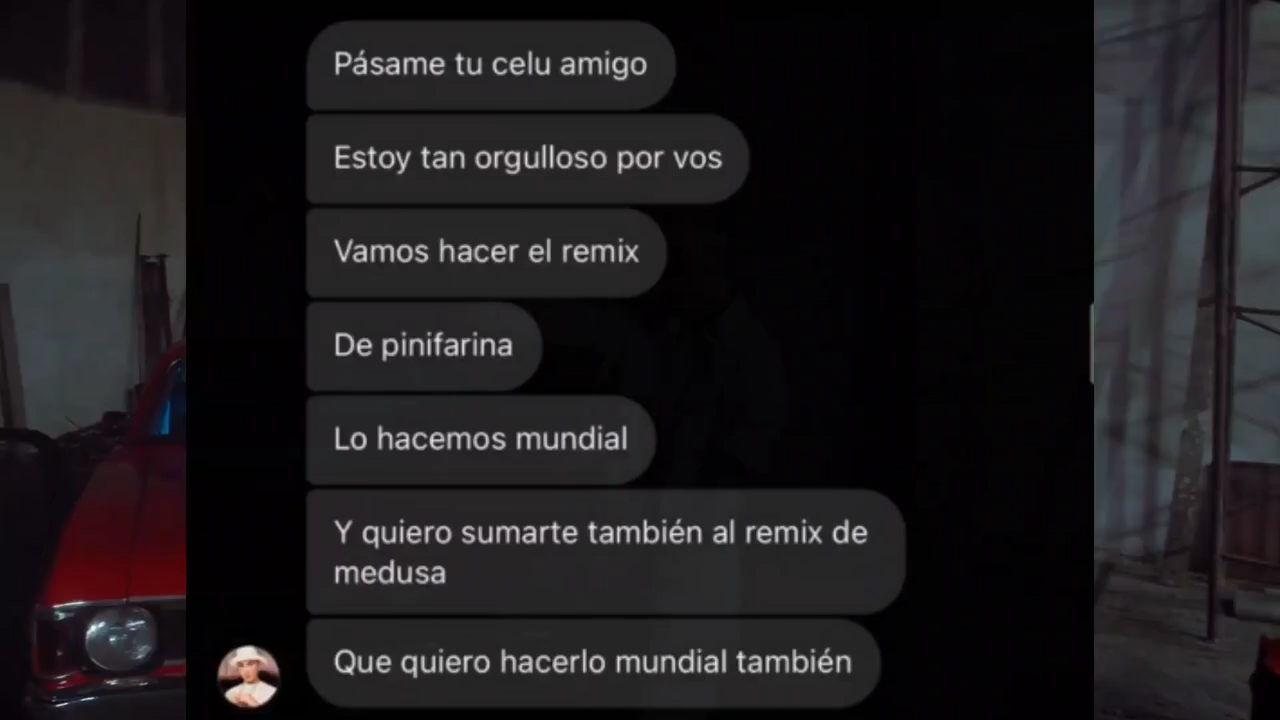 Pásame tu celu amigo
Estoy tan orgulloso por vos
Vamos hacer el remix
De pinifarina
Lo hacemos mundial
Y quiero sumarte también al remix de
medusa
Que quiero hacerlo mundial también